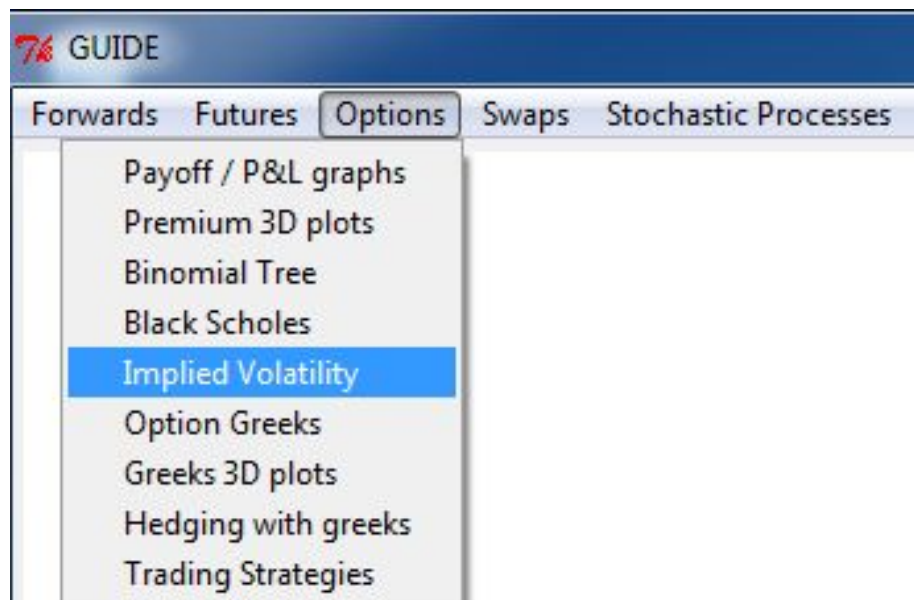 GUIDE
Forwards Futures Options Swaps Stochastic Processes
Payoff / P&L graphs
Premium 3D plots
Binomial Tree
Black Scholes
Implied Volatility
Option Greeks
Greeks 3D plots
Hedging with greeks
Trading Strategies